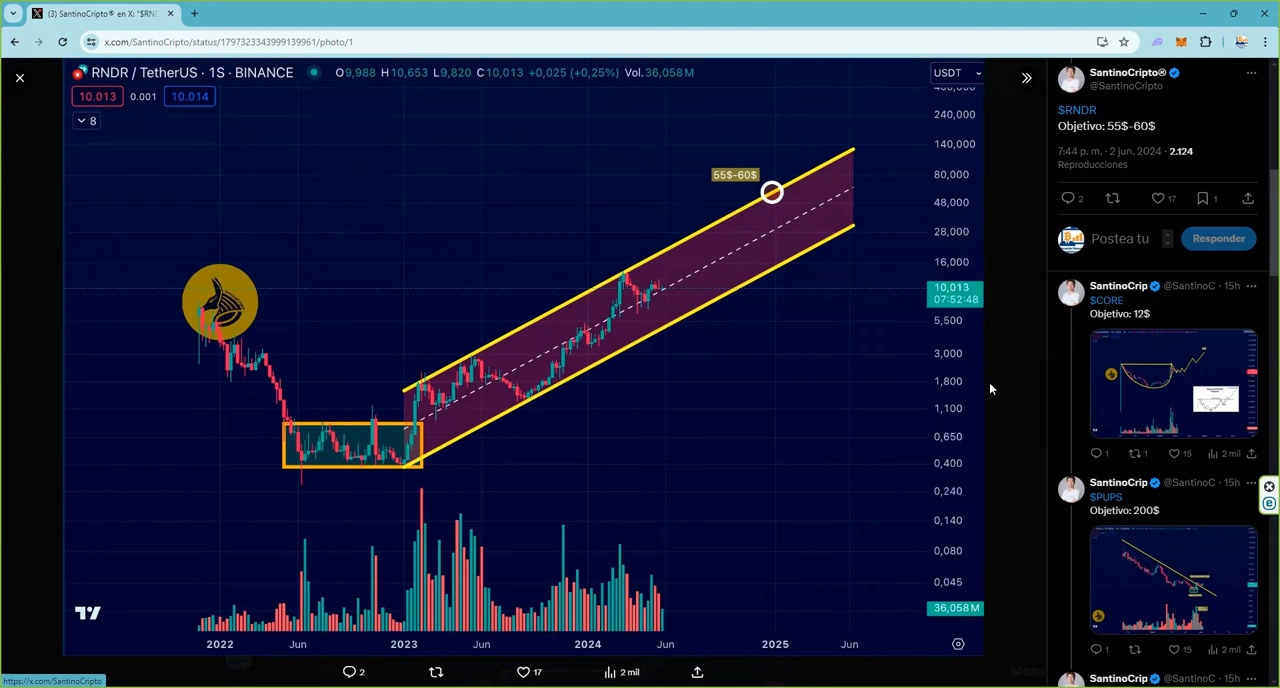 (3) SantinoCripto® en X: "$RND
x.com/SantinoCripto/status/1797323343999139961/photo/1
RNDR / TetherUS · 1S · BINANCE O9,988 H10,653 L9,820 C10,013 +0,025 (+0,25%) Vol.36,058M
10.013 0.001 10.014
8
USDT
400,000
240,000
140,000
80,000
48,000
28,000
16,000
10,013
07:52:48
5,500
3,000
1,800
1,100
0,650
0,400
0,240
0,140
0,080
0,045
36,058M
55$-60$
2022 Jun 2023 Jun 2024 Jun 2025 Jun
2 17 2 mil
SantinoCripto®
@SantinoCripto
$RNDR
Objetivo: 55$-60$
7:44 p. m. · 2 jun. 2024 · 2.124
Reproducciones
2 17 1
Postea tu Responder
SantinoCrip @SantinoC · 15h
$CORE
Objetivo: 12$
1 1 15 2 mil
SantinoCrip @SantinoC · 15h
$PUPS
Objetivo: 200$
1 15 2 mil
SantinoCrip @SantinoC · 15h
https://x.com/SantinoCripto